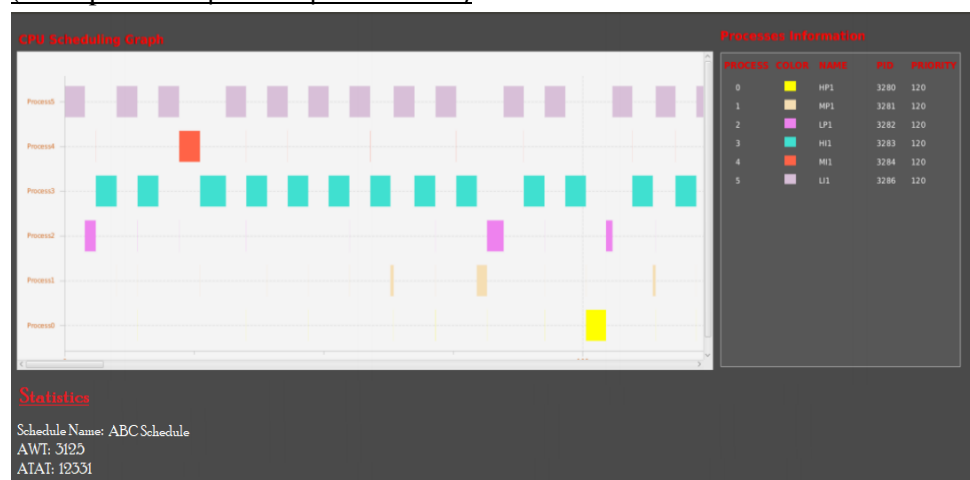 CPU Scheduling Graph
Process5
Process4
Process3
Process2
Process1
Process0
Processes Information
PROCESS COLOR NAME PID PRIORITY
0 HP1 3280 120
1 MP1 3281 120
2 LP1 3282 120
3 HI1 3283 120
4 MI1 3284 120
5 LI1 3286 120
Statistics
Schedule Name: ABC Schedule
AWT: 3125
ATAT: 12331